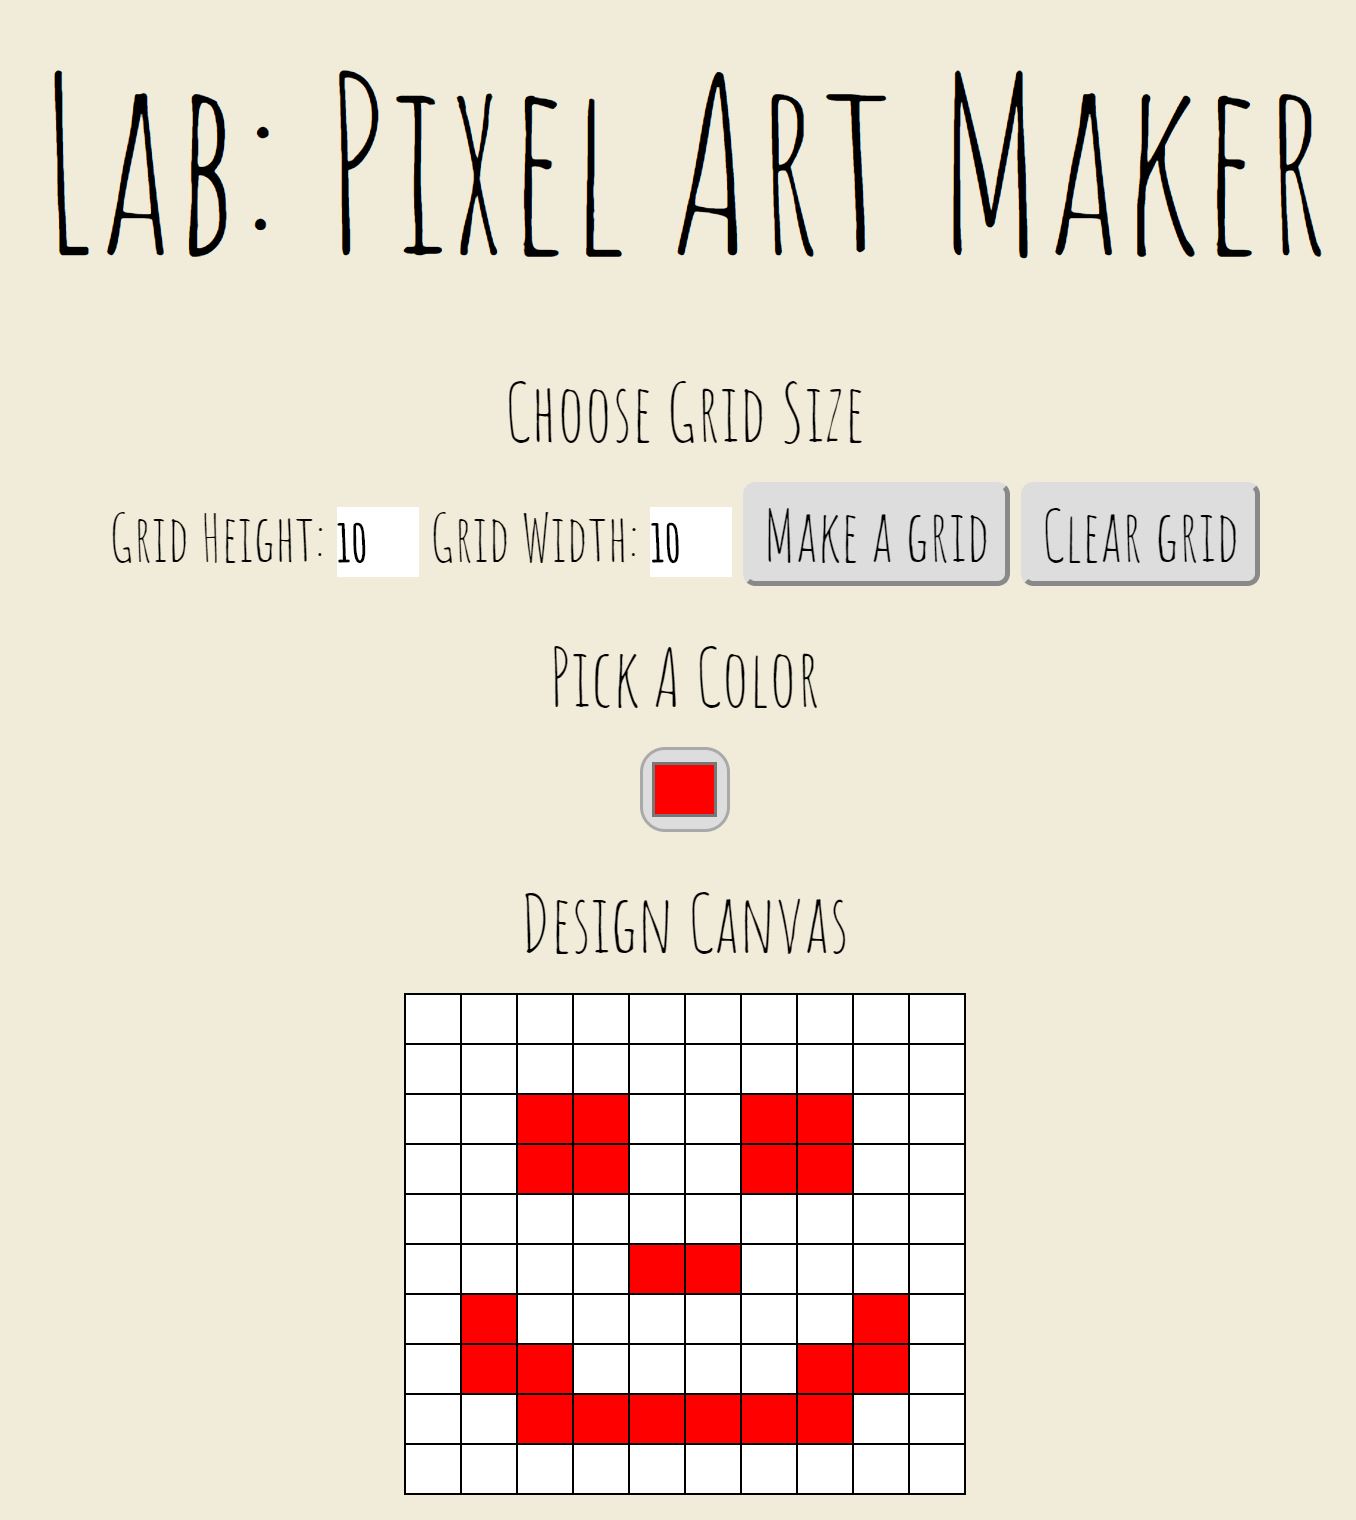 Lab: Pixel Art Maker
Choose Grid Size
Grid Height: 10 Grid Width: 10 Make a grid Clear grid
Pick A Color
Design Canvas